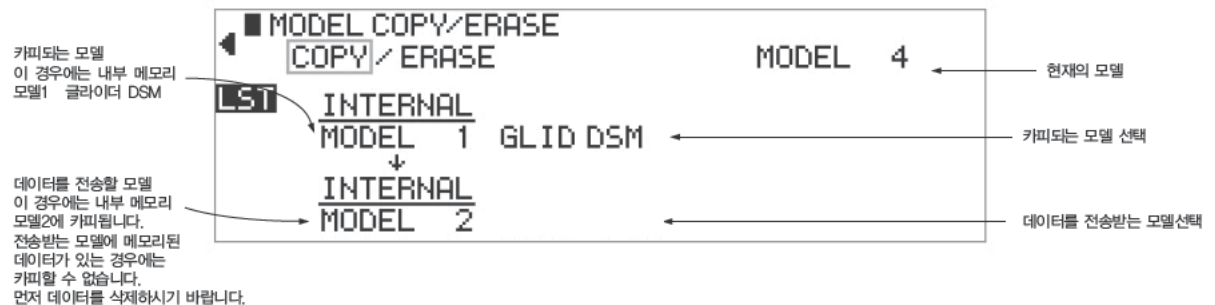 ■MODEL COPY/ERASE
COPY / ERASE
MODEL 4
현재의 모델
카피되는 모델
이 경우에는 내부 메모리
모델1 글라이더 DSM
LST
INTERNAL
MODEL 1 GLID DSM
카피되는 모델 선택
INTERNAL
MODEL 2
데이터를 전송받는 모델선택
데이터를 전송할 모델
이 경우에는 내부 메모리
모델2에 카피됩니다.
전송받는 모델에 메모리된
데이터가 있는 경우에는
카피할 수 없습니다.
먼저 데이터를 삭제하시기 바랍니다.